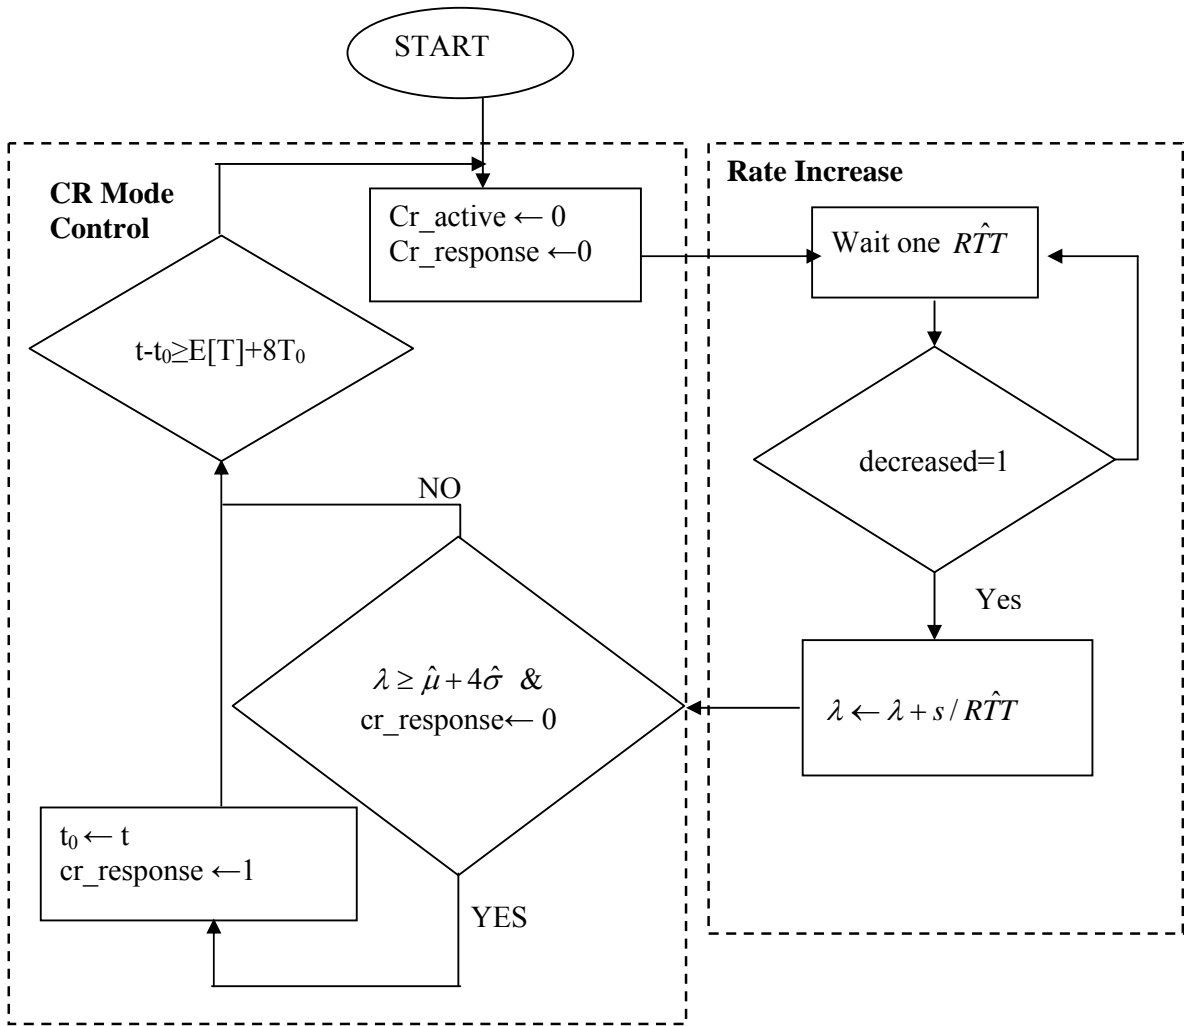 START
CR Mode
Control
Cr_active ← 0
Cr_response ←0
t-t₀≥E[T]+8T₀
NO
λ ≥ μ̂ + 4σ̂ &
cr_response← 0
t₀ ← t
cr_response ←1
YES
Rate Increase
Wait one RT̂T
decreased=1
Yes
λ ← λ + s / RT̂T